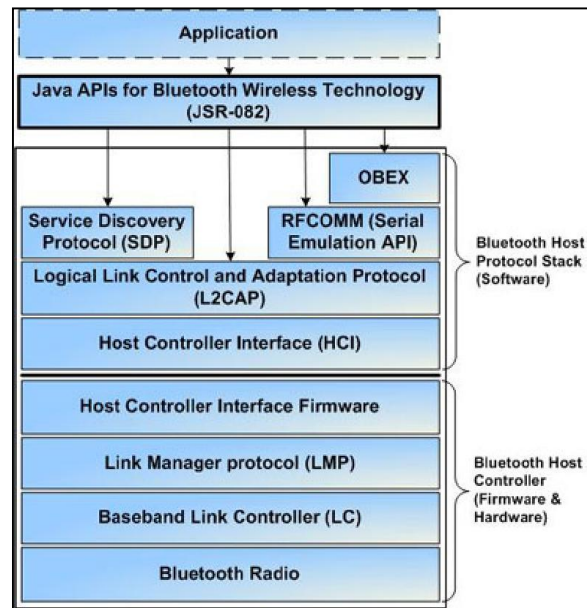 Application
Java APIs for Bluetooth Wireless Technology
(JSR-082)
OBEX
Service Discovery
Protocol (SDP)
RFCOMM (Serial
Emulation API)
Logical Link Control and Adaptation Protocol
(L2CAP)
Host Controller Interface (HCI)
Bluetooth Host
Protocol Stack
(Software)
Host Controller Interface Firmware
Link Manager protocol (LMP)
Baseband Link Controller (LC)
Bluetooth Radio
Bluetooth Host
Controller
(Firmware &
Hardware)